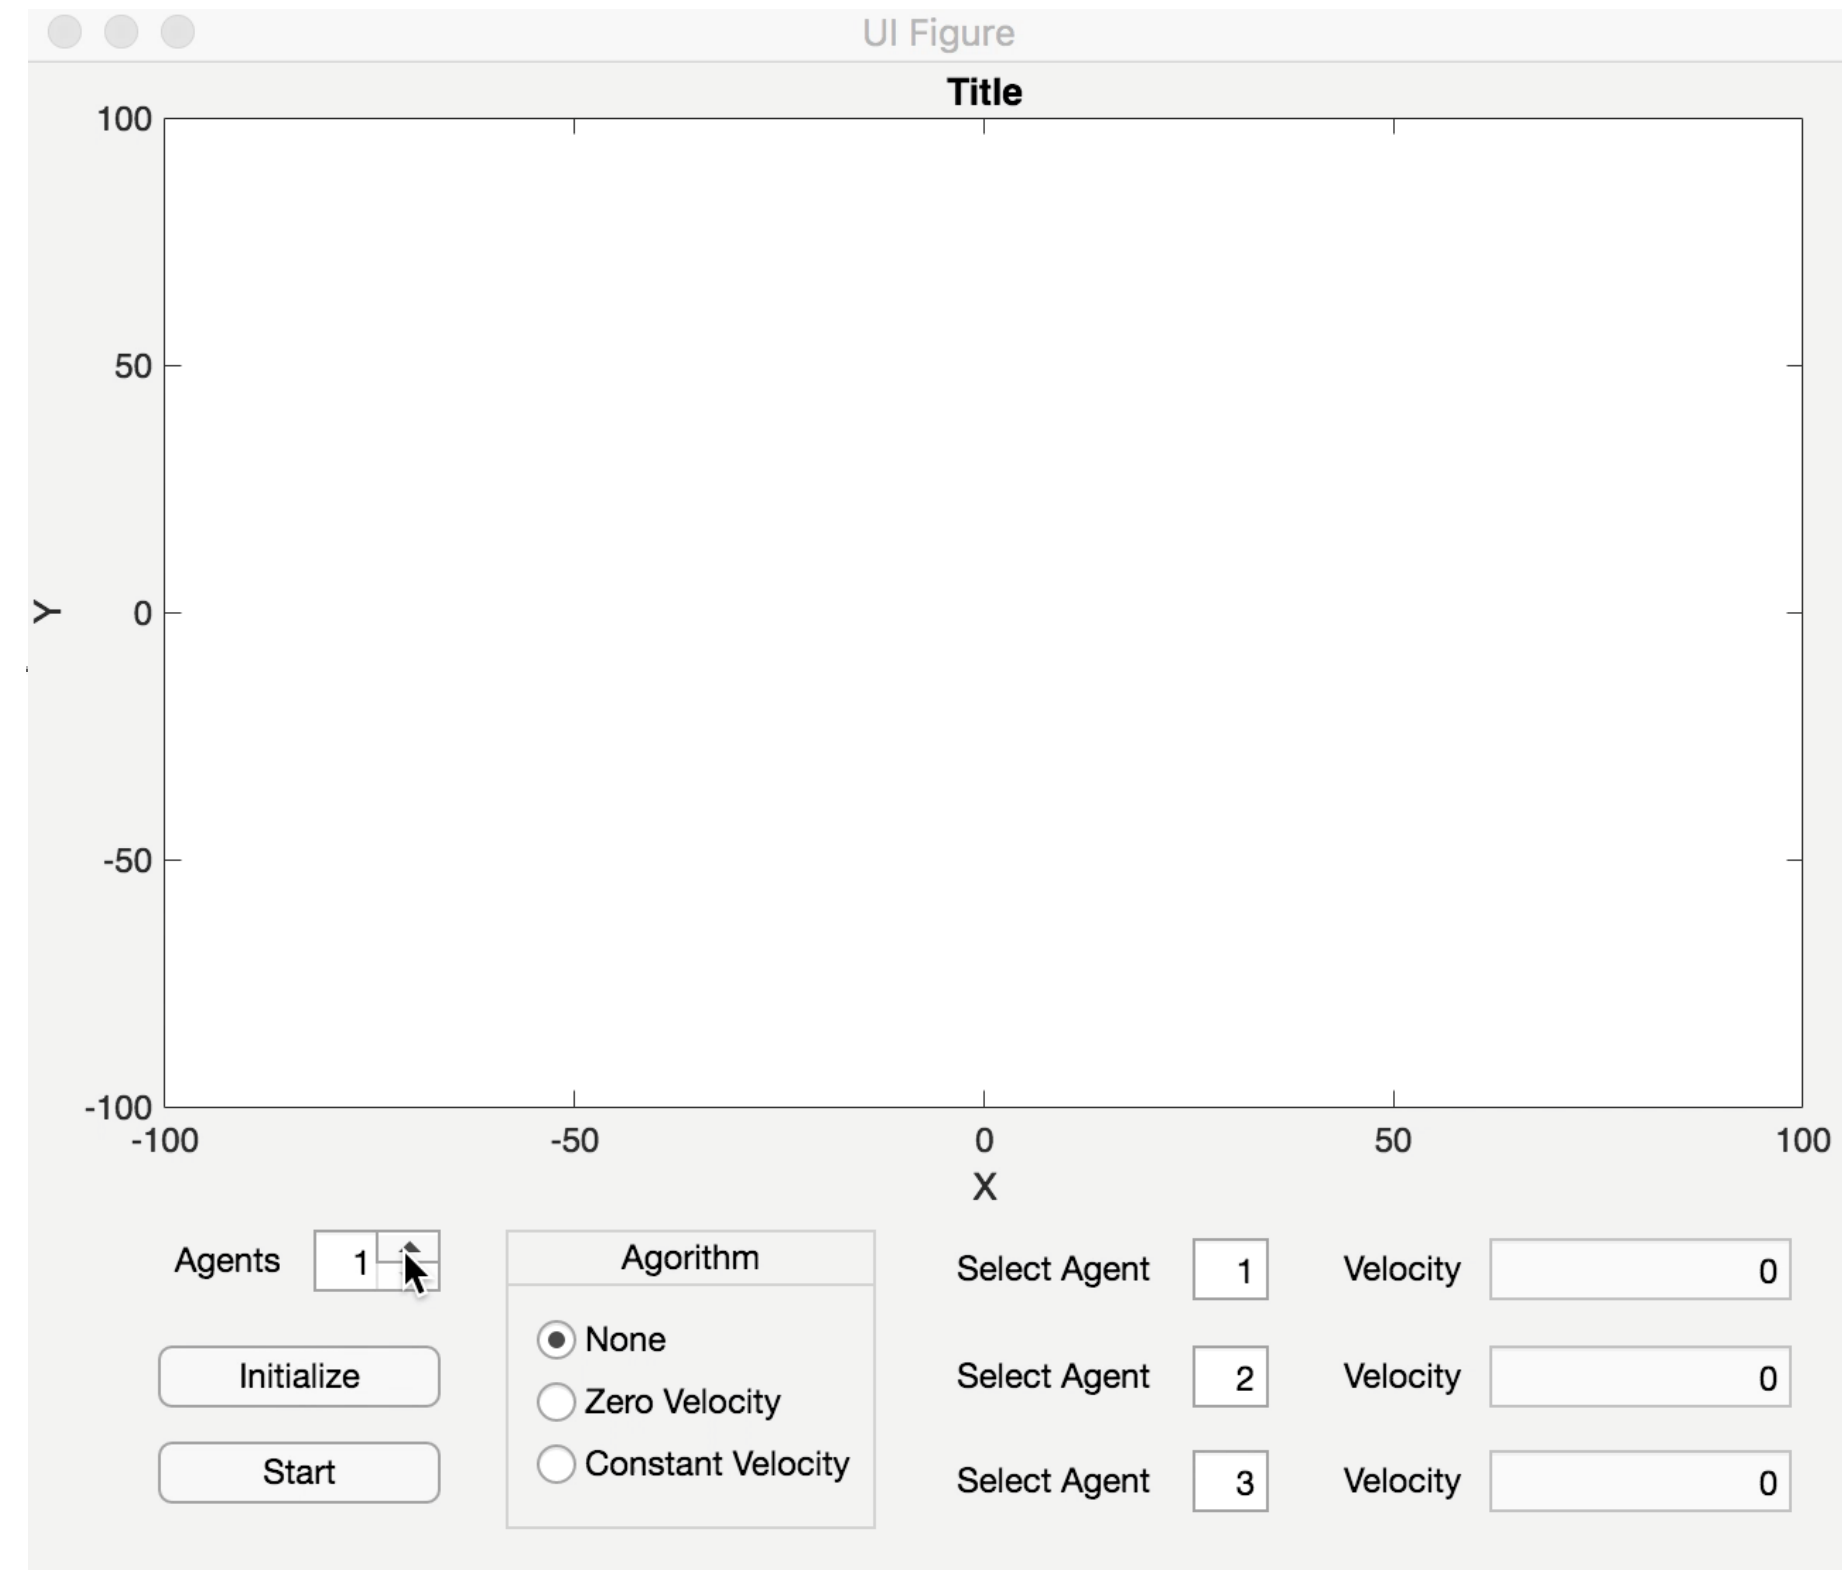 UI Figure
Title
100
50
0
-50
-100
Y
-100 -50 0 50 100
X
Agents 1
Initialize
Start
Agorithm
None
Zero Velocity
Constant Velocity
Select Agent 1 Velocity 0
Select Agent 2 Velocity 0
Select Agent 3 Velocity 0